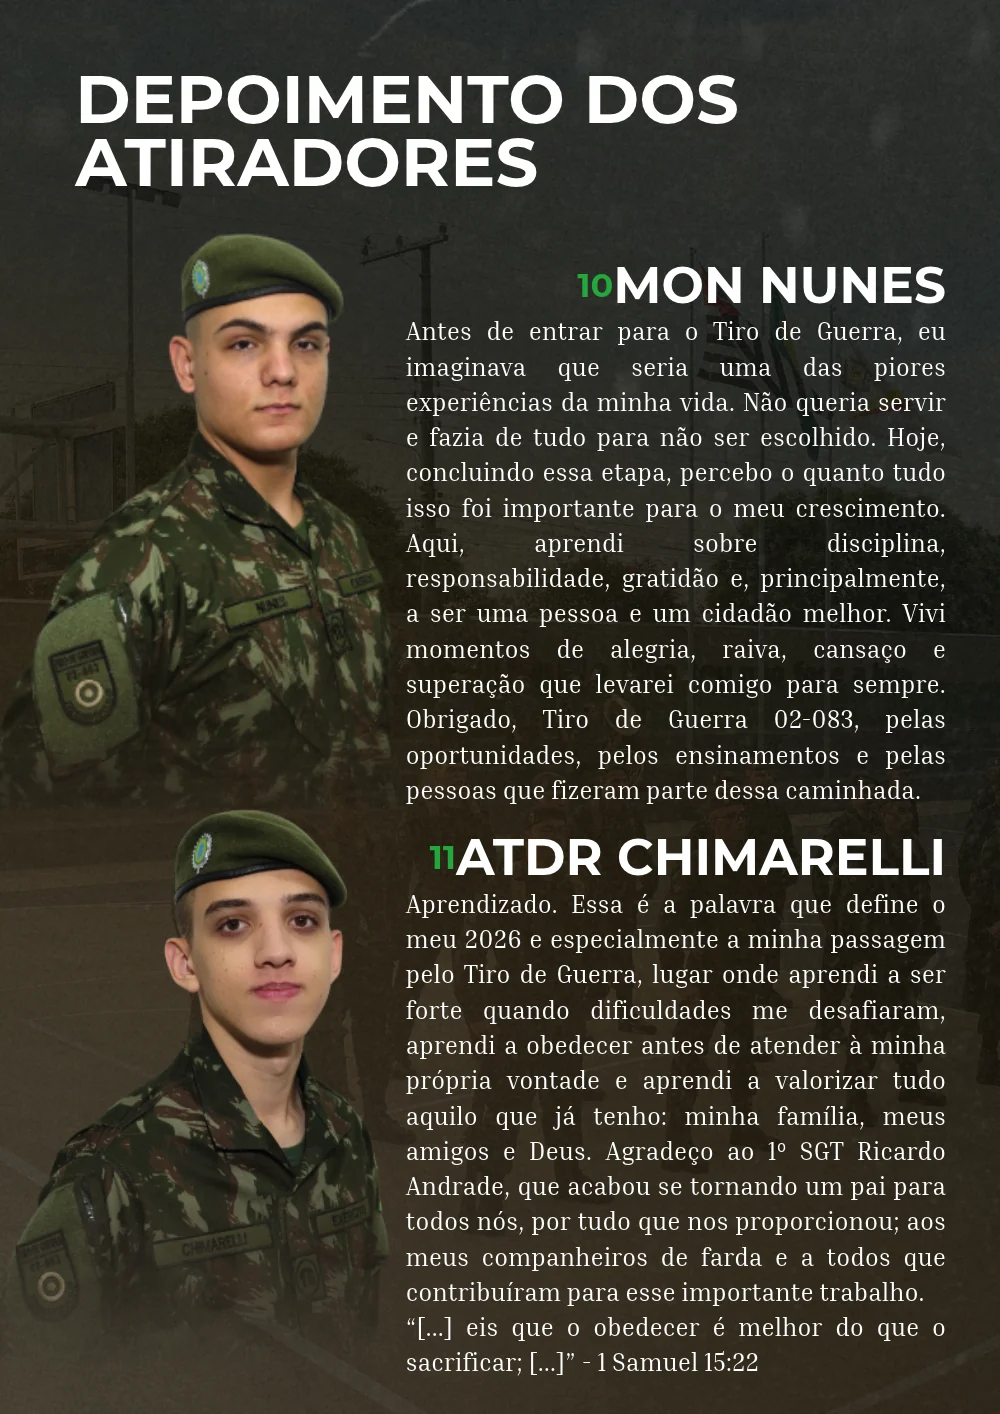 DEPOIMENTO DOS
ATIRADORES
10MON NUNES
Antes de entrar para o Tiro de Guerra, eu
imaginava que seria uma das piores
experiências da minha vida. Não queria servir
e fazia de tudo para não ser escolhido. Hoje,
concluindo essa etapa, percebo o quanto tudo
isso foi importante para o meu crescimento.
Aqui, aprendi sobre disciplina,
responsabilidade, gratidão e, principalmente,
a ser uma pessoa e um cidadão melhor. Vivi
momentos de alegria, raiva, cansaço e
superação que levarei comigo para sempre.
Obrigado, Tiro de Guerra 02-083, pelas
oportunidades, pelos ensinamentos e pelas
pessoas que fizeram parte dessa caminhada.
NUNES
11ATDR CHIMARELLI
Aprendizado. Essa é a palavra que define o
meu 2026 e especialmente a minha passagem
pelo Tiro de Guerra, lugar onde aprendi a ser
forte quando dificuldades me desafiaram,
aprendi a obedecer antes de atender à minha
própria vontade e aprendi a valorizar tudo
aquilo que já tenho: minha família, meus
amigos e Deus. Agradeço ao 1º SGT Ricardo
Andrade, que acabou se tornando um pai para
todos nós, por tudo que nos proporcionou; aos
meus companheiros de farda e a todos que
contribuíram para esse importante trabalho.
“[...] eis que o obedecer é melhor do que o
sacrificar; [...]” - 1 Samuel 15:22
CHIMARELLI